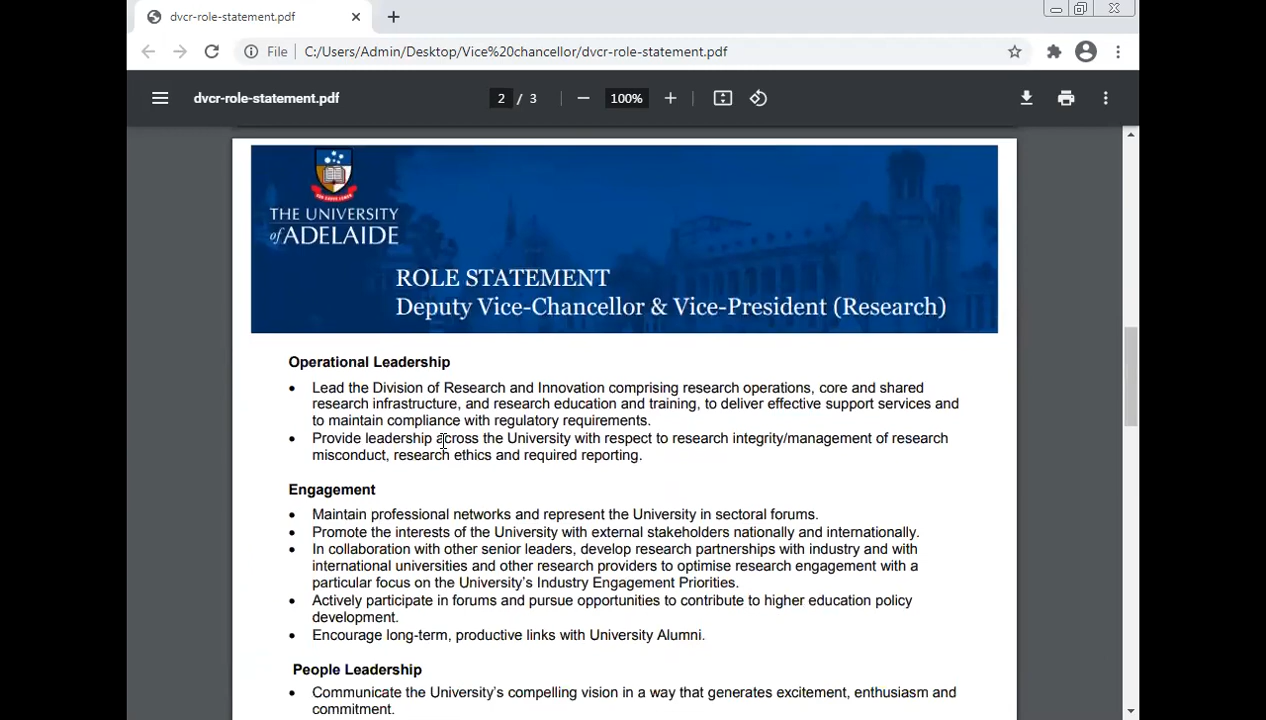 dvcr-role-statement.pdf
File C:/Users/Admin/Desktop/Vice%20chancellor/dvcr-role-statement.pdf
dvcr-role-statement.pdf 2 / 3 100%
THE UNIVERSITY
of ADELAIDE
ROLE STATEMENT
Deputy Vice-Chancellor & Vice-President (Research)
Operational Leadership
• Lead the Division of Research and Innovation comprising research operations, core and shared
research infrastructure, and research education and training, to deliver effective support services and
to maintain compliance with regulatory requirements.
• Provide leadership across the University with respect to research integrity/management of research
misconduct, research ethics and required reporting.
Engagement
• Maintain professional networks and represent the University in sectoral forums.
• Promote the interests of the University with external stakeholders nationally and internationally.
• In collaboration with other senior leaders, develop research partnerships with industry and with
international universities and other research providers to optimise research engagement with a
particular focus on the University's Industry Engagement Priorities.
• Actively participate in forums and pursue opportunities to contribute to higher education policy
development.
• Encourage long-term, productive links with University Alumni.
People Leadership
• Communicate the University's compelling vision in a way that generates excitement, enthusiasm and
commitment.